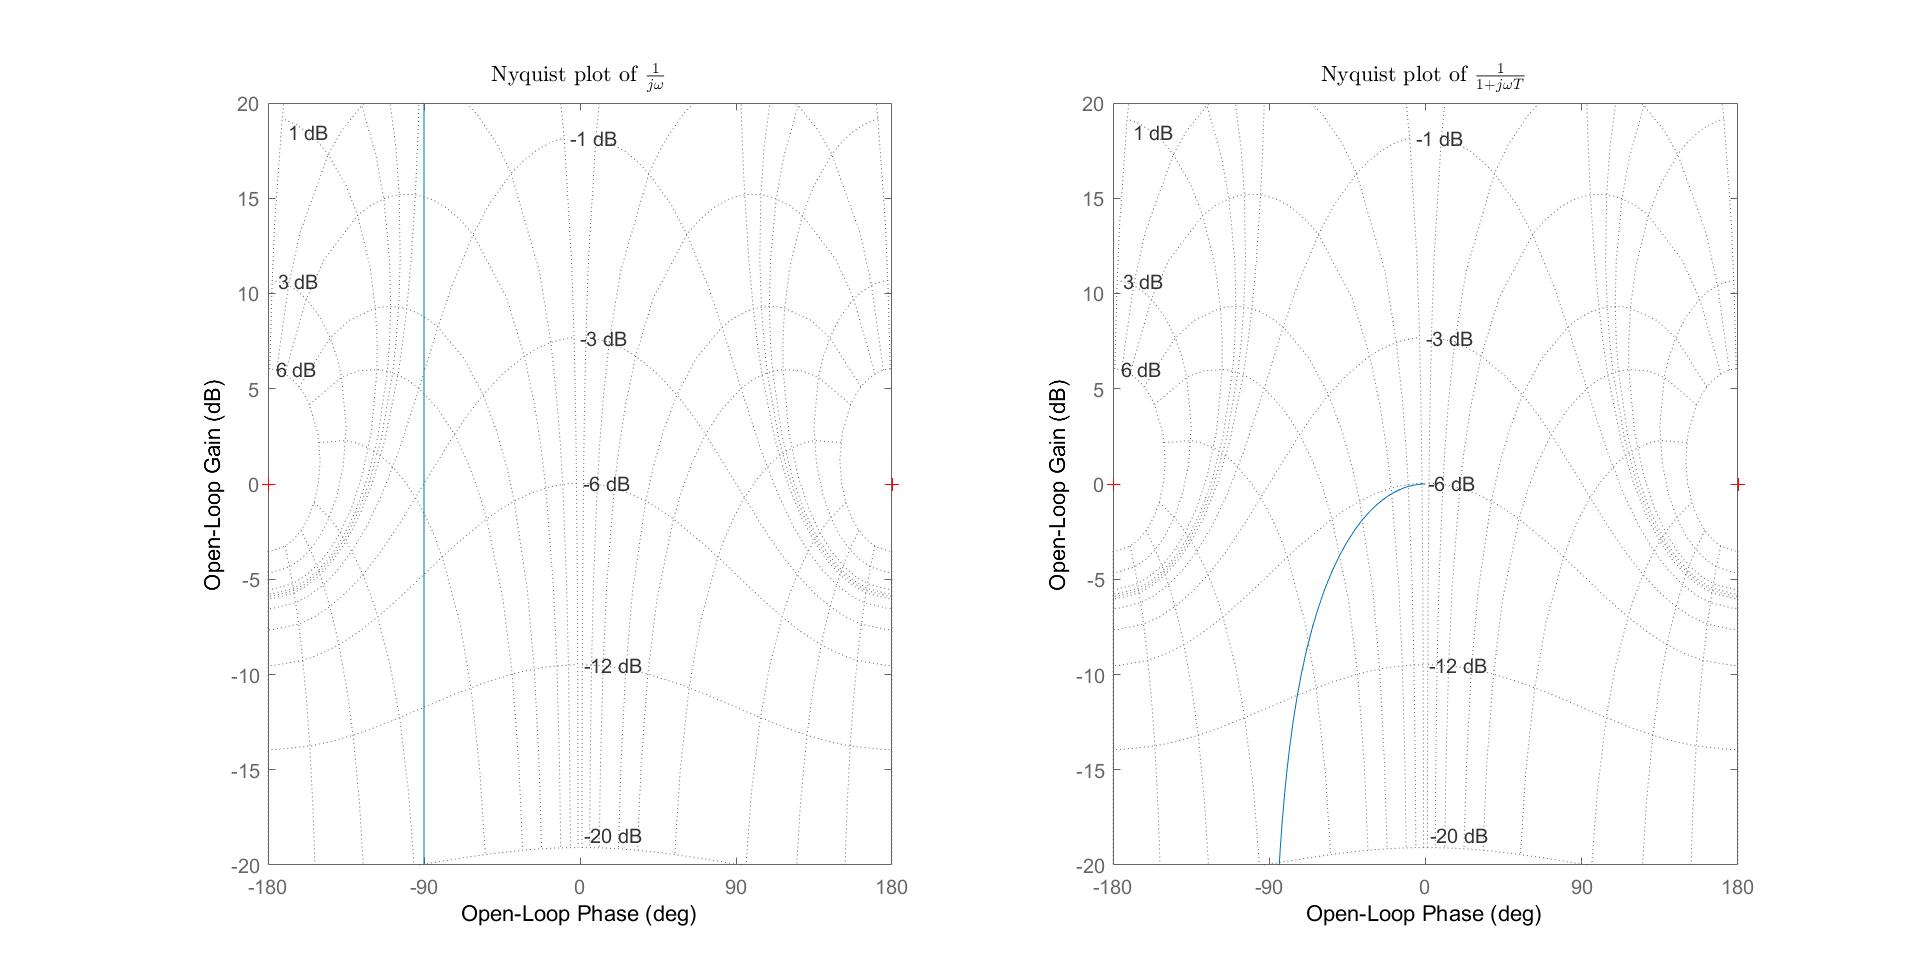 Nyquist plot of 1/jω
20
15
10
5
0
-5
-10
-15
-20
-180
-90
0
90
180
1 dB
3 dB
6 dB
-1 dB
-3 dB
-6 dB
-12 dB
-20 dB
Open-Loop Gain (dB)
Open-Loop Phase (deg)
Nyquist plot of 1/1+jωT
20
15
10
5
0
-5
-10
-15
-20
-180
-90
0
90
180
1 dB
3 dB
6 dB
-1 dB
-3 dB
-6 dB
-12 dB
-20 dB
Open-Loop Gain (dB)
Open-Loop Phase (deg)